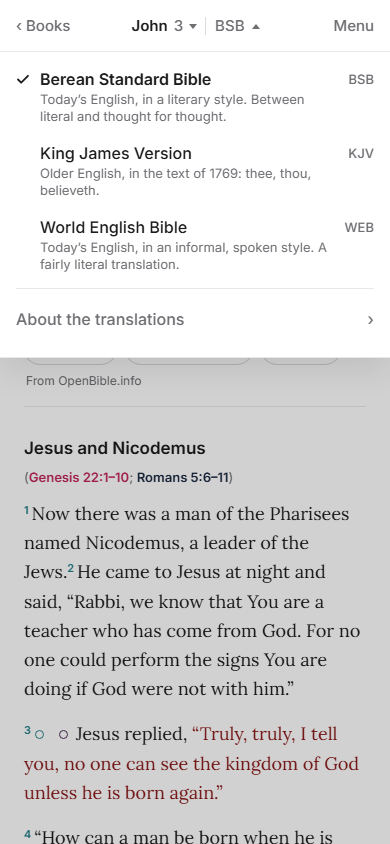 ‹ Books John 3 BSB Menu
Berean Standard Bible BSB
Today’s English, in a literary style. Between
literal and thought for thought.
King James Version KJV
Older English, in the text of 1769: thee, thou,
believeth.
World English Bible WEB
Today’s English, in an informal, spoken style. A
fairly literal translation.
About the translations ›
From OpenBible.info
Jesus and Nicodemus
(Genesis 22:1–10; Romans 5:6–11)
1 Now there was a man of the Pharisees
named Nicodemus, a leader of the
Jews. 2 He came to Jesus at night and
said, “Rabbi, we know that You are a
teacher who has come from God. For no
one could perform the signs You are
doing if God were not with him.”
3 Jesus replied, “Truly, truly, I tell
you, no one can see the kingdom of God
unless he is born again.”
4 “How can a man be born when he is